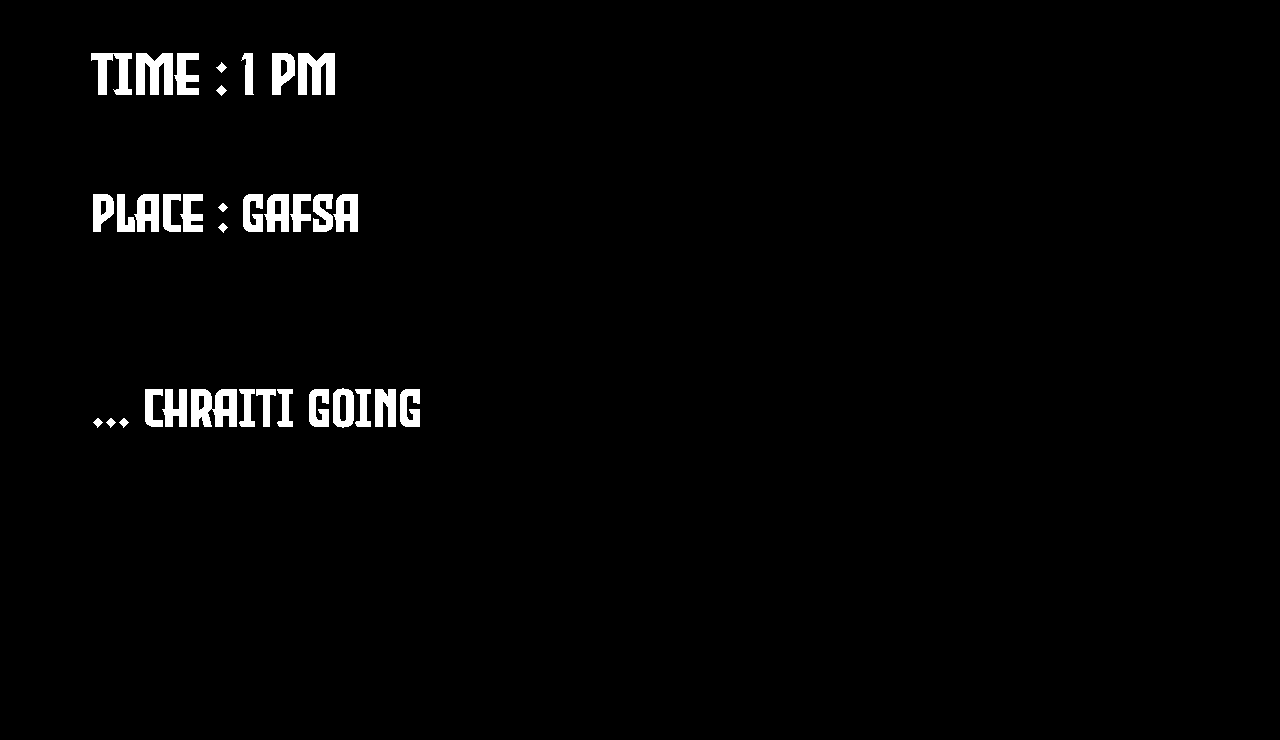 TIME : 1 PM
PLACE : GAFSA
... CHRAITI GOING